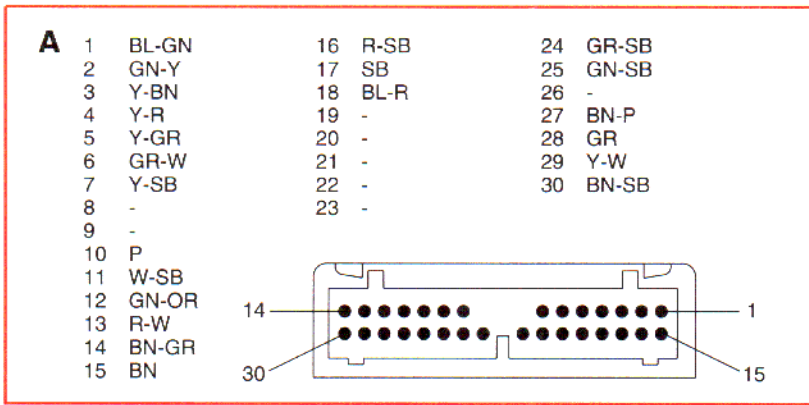 A 1 BL-GN 16 R-SB 24 GR-SB
2 GN-Y 17 SB 25 GN-SB
3 Y-BN 18 BL-R 26 -
4 Y-R 19 - 27 BN-P
5 Y-GR 20 - 28 GR
6 GR-W 21 - 29 Y-W
7 Y-SB 22 - 30 BN-SB
8 - 23 -
9 -
10 P
11 W-SB
12 GN-OR
13 R-W
14 BN-GR
15 BN
14 1
30 15